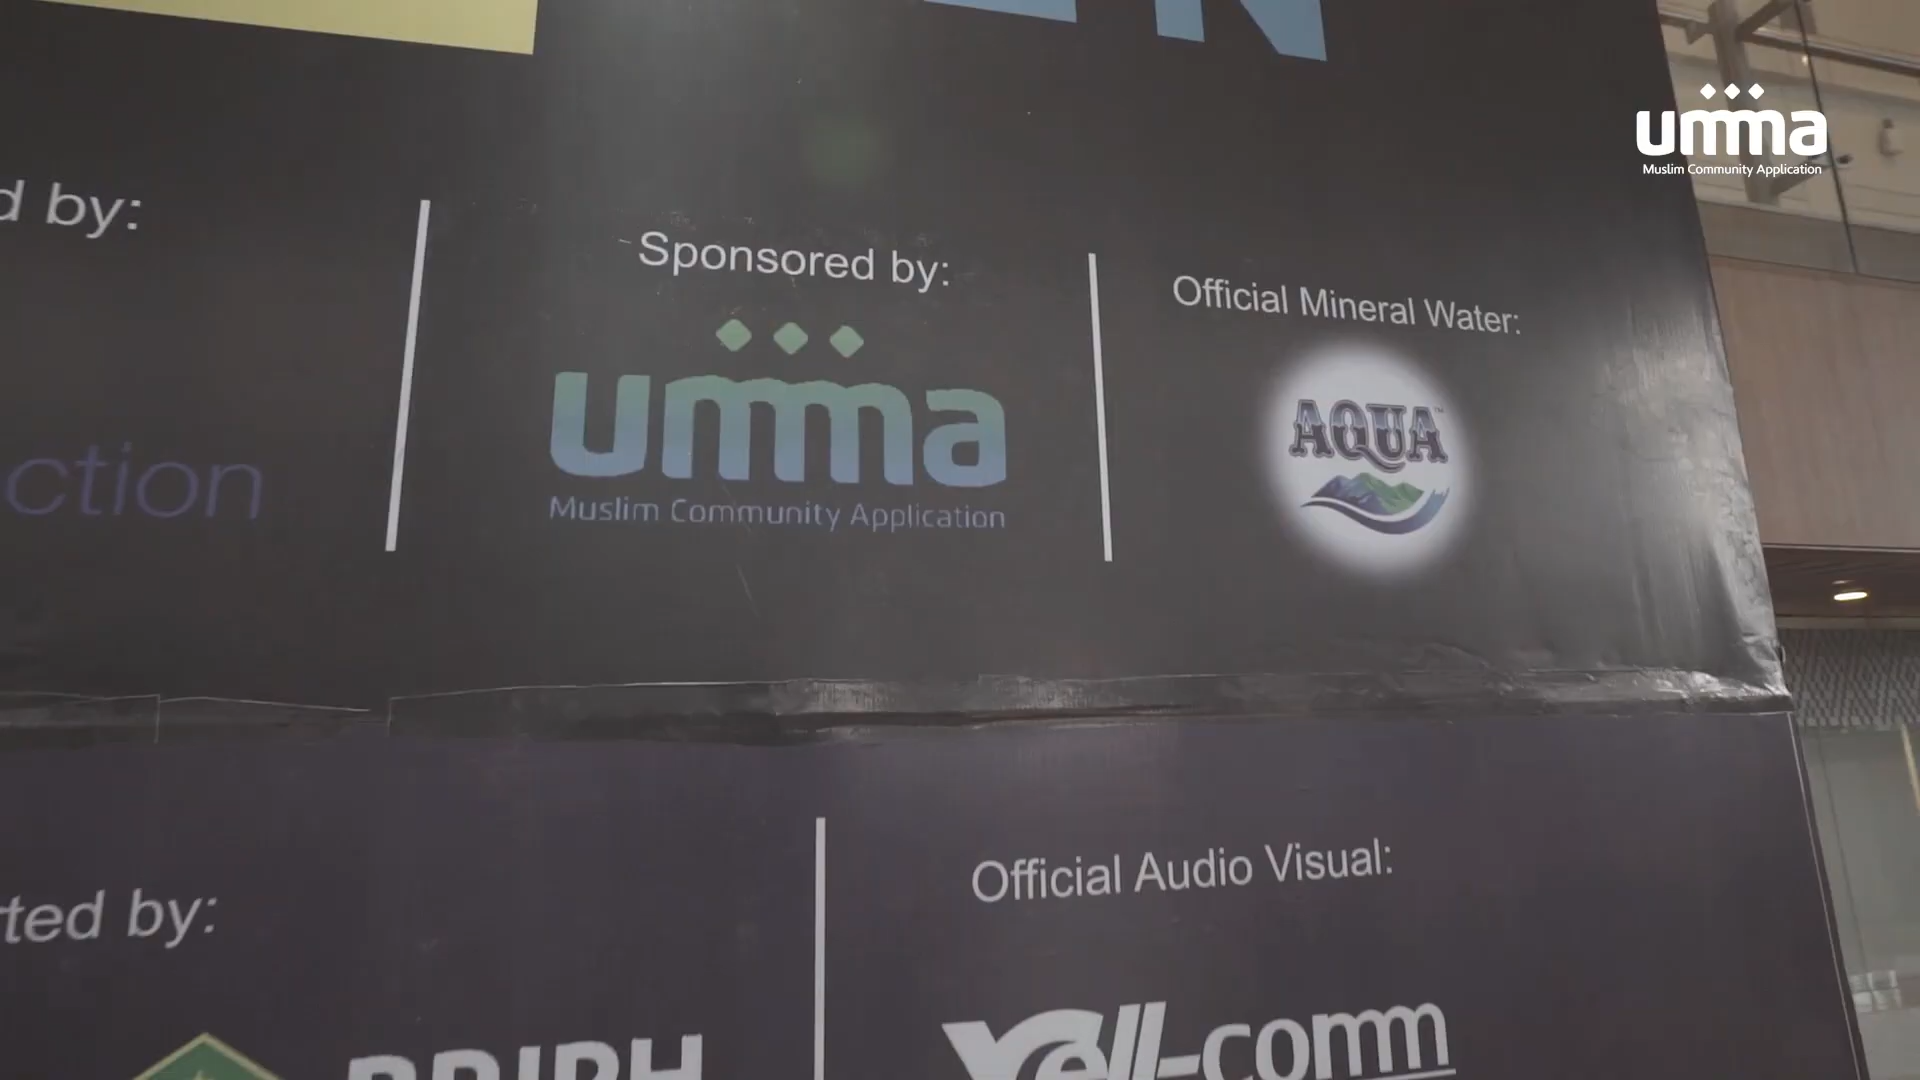 umma
Muslim Community Application
d by:
ction
Sponsored by:
umma
Muslim Community Application
Official Mineral Water:
AQUA
rted by:
Official Audio Visual:
Yell-comm